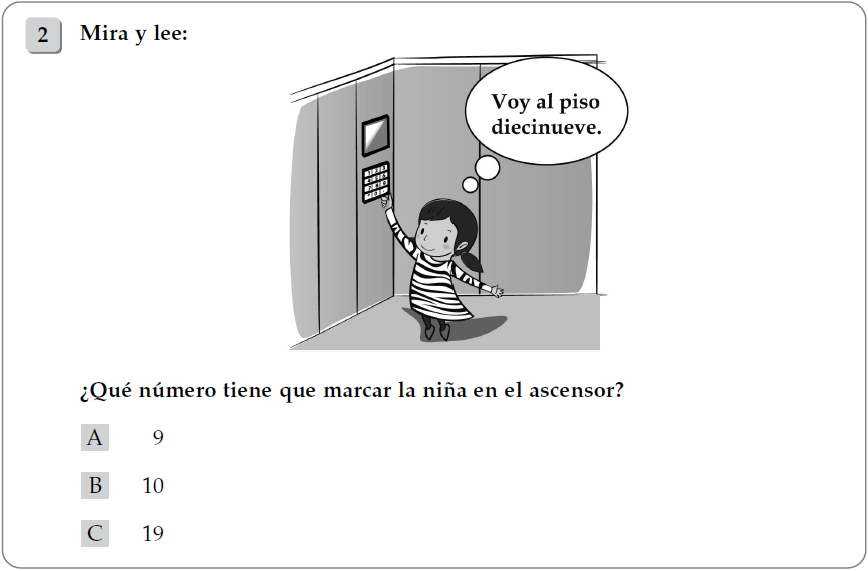 2 Mira y lee:
Voy al piso
diecinueve.
¿Qué número tiene que marcar la niña en el ascensor?
A 9
B 10
C 19